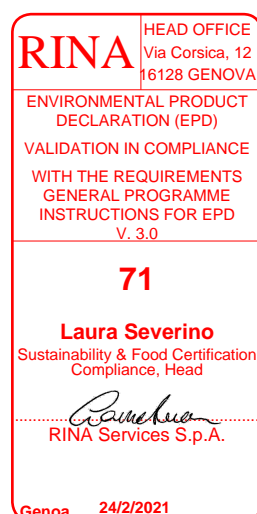 RINA
HEAD OFFICE
Via Corsica, 12
16128 GENOVA
ENVIRONMENTAL PRODUCT
DECLARATION (EPD)
VALIDATION IN COMPLIANCE
WITH THE REQUIREMENTS
GENERAL PROGRAMME
INSTRUCTIONS FOR EPD
V. 3.0
71
Laura Severino
Sustainability & Food Certification
Compliance, Head
RINA Services S.p.A.
Genoa 24/2/2021